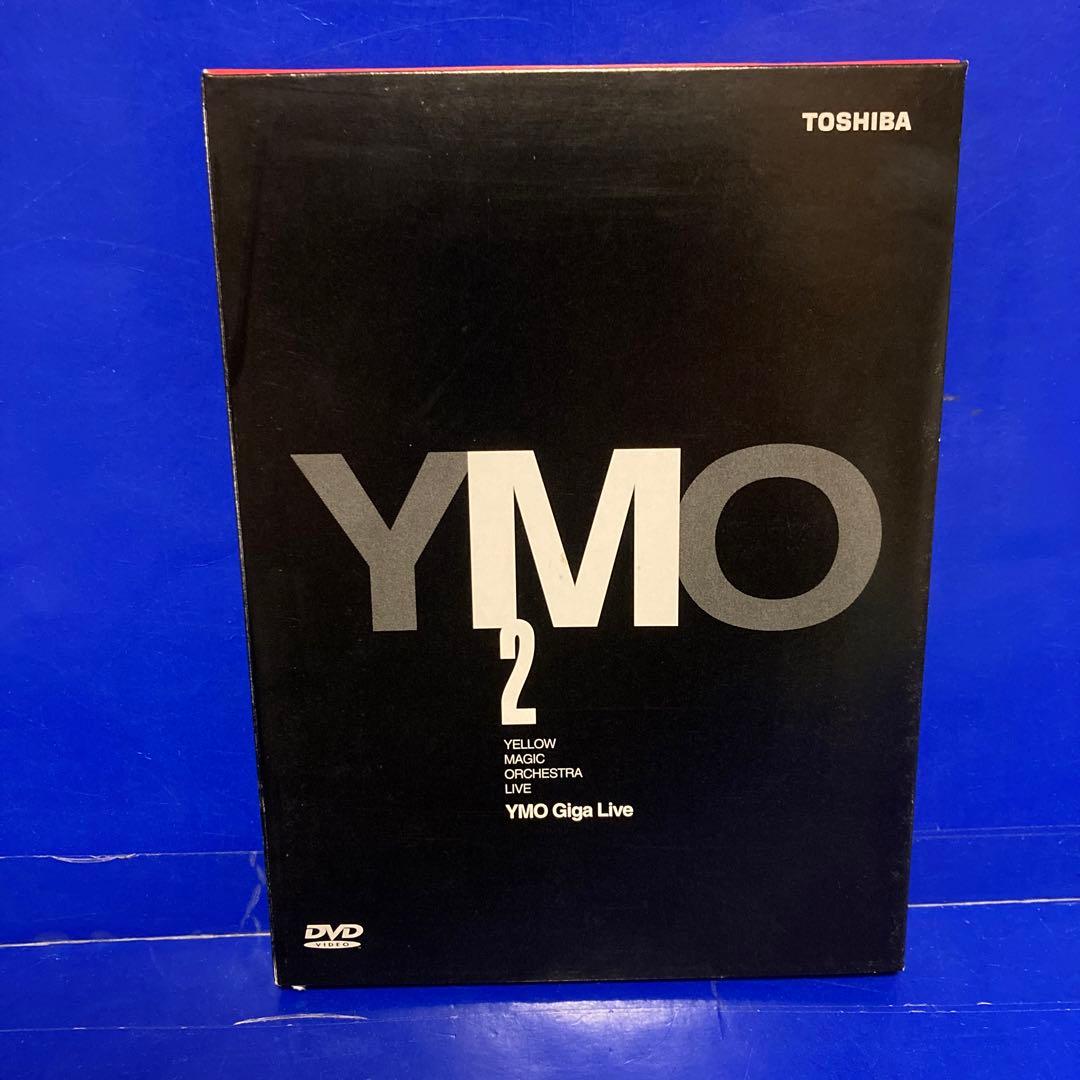 TOSHIBA
YMO
2
YELLOW
MAGIC
ORCHESTRA
LIVE
YMO Giga Live
DVD
VIDEO